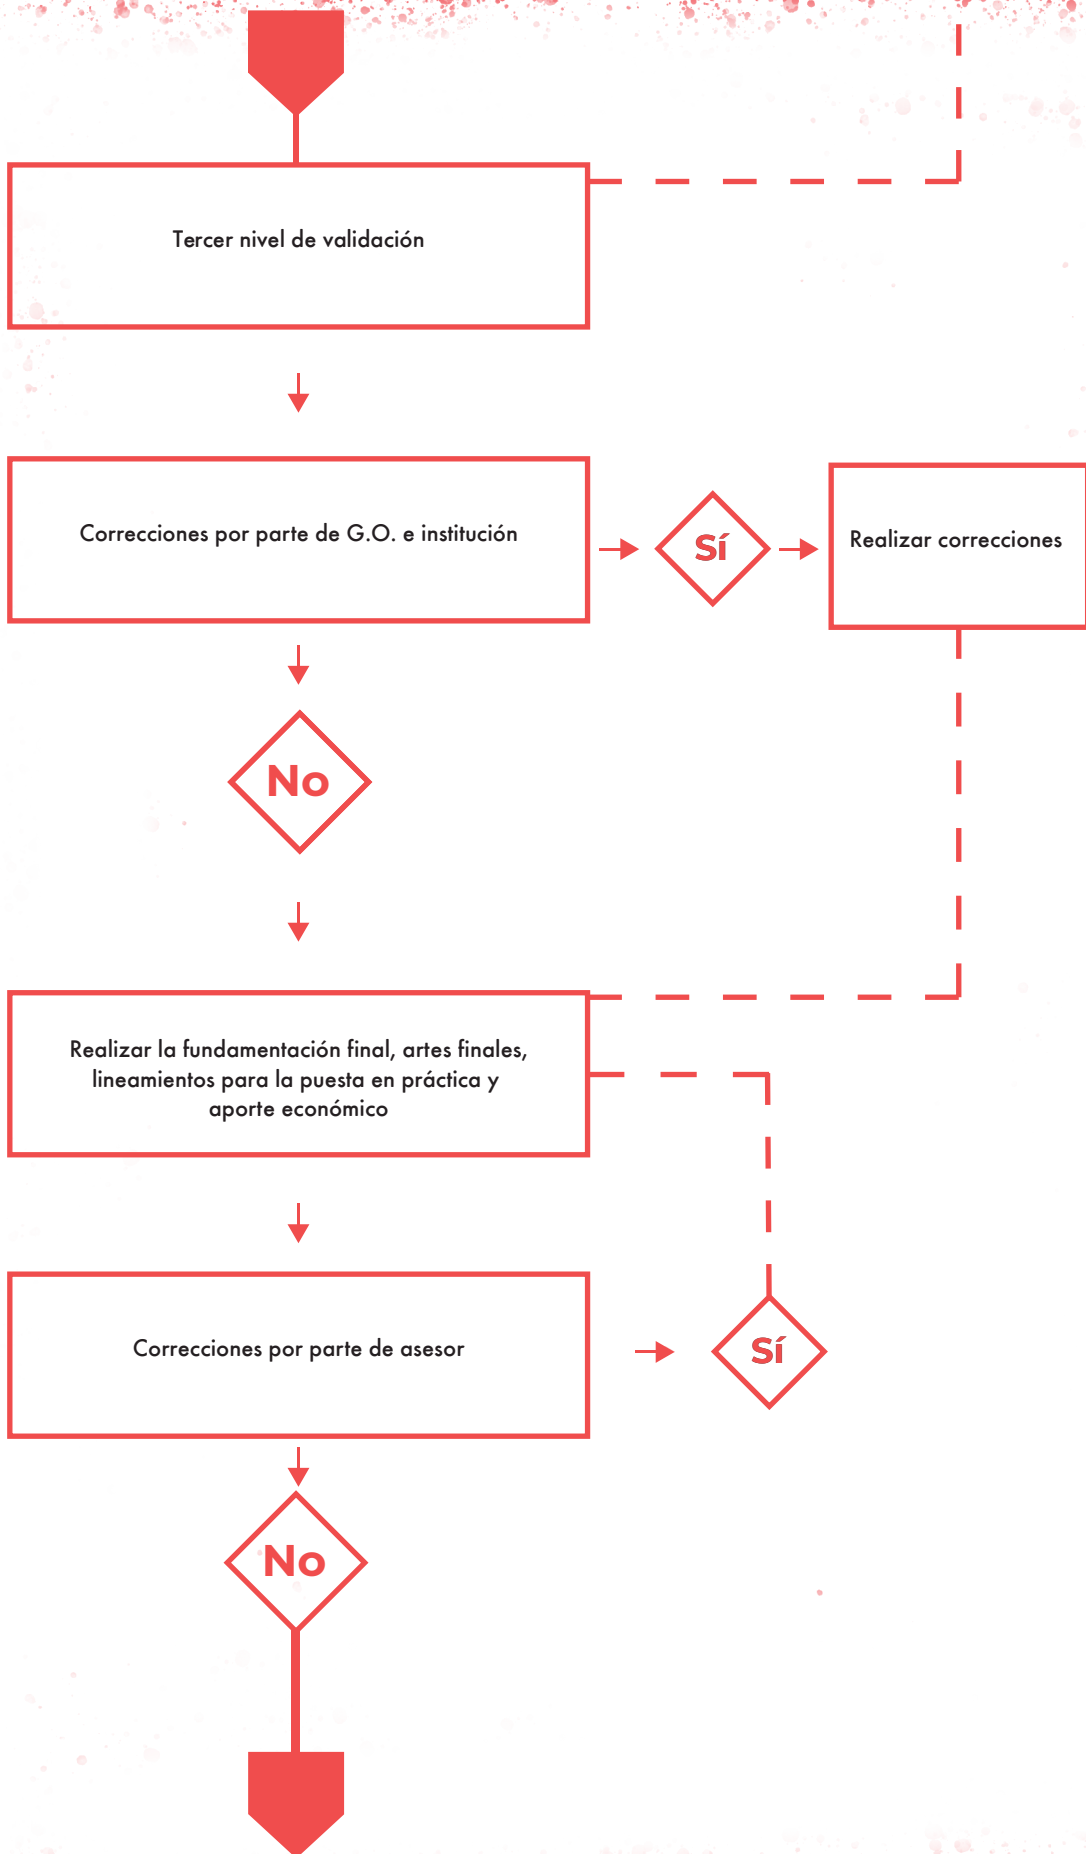 Tercer nivel de validación
Correcciones por parte de G.O. e institución
Sí
Realizar correcciones
No
Realizar la fundamentación final, artes finales,
lineamientos para la puesta en práctica y
aporte económico
Correcciones por parte de asesor
Sí
No